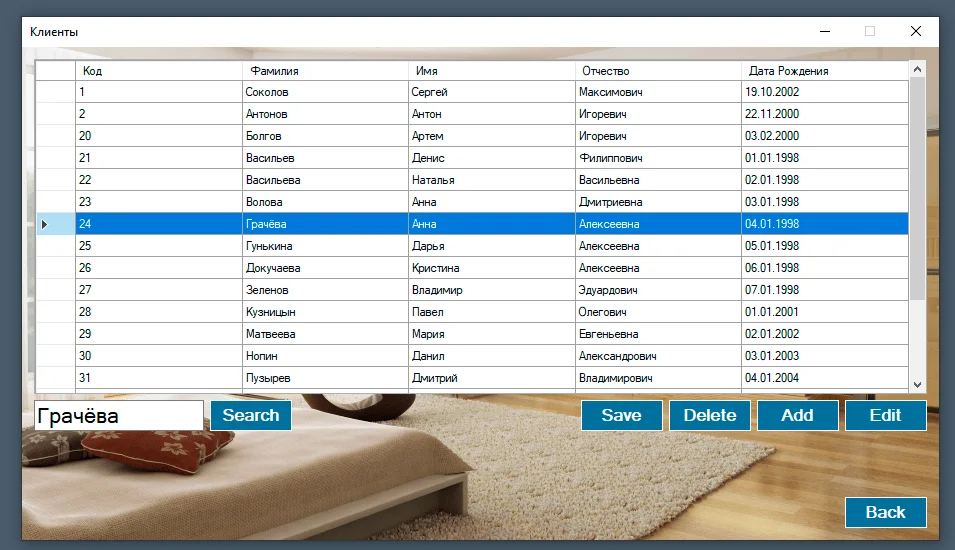 Клиенты
Код Фамилия Имя Отчество Дата Рождения
1 Соколов Сергей Максимович 19.10.2002
2 Антонов Антон Игоревич 22.11.2000
20 Болгов Артем Игоревич 03.02.2000
21 Васильев Денис Филиппович 01.01.1998
22 Васильева Наталья Васильевна 02.01.1998
23 Волова Анна Дмитриевна 03.01.1998
24 Грачёва Анна Алексеевна 04.01.1998
25 Гунькина Дарья Алексеевна 05.01.1998
26 Докучаева Кристина Алексеевна 06.01.1998
27 Зеленов Владимир Эдуардович 07.01.1998
28 Кузницын Павел Олегович 01.01.2001
29 Матвеева Мария Евгеньевна 02.01.2002
30 Нопин Данил Александрович 03.01.2003
31 Пузырев Дмитрий Владимирович 04.01.2004
Грачёва Search Save Delete Add Edit
Back